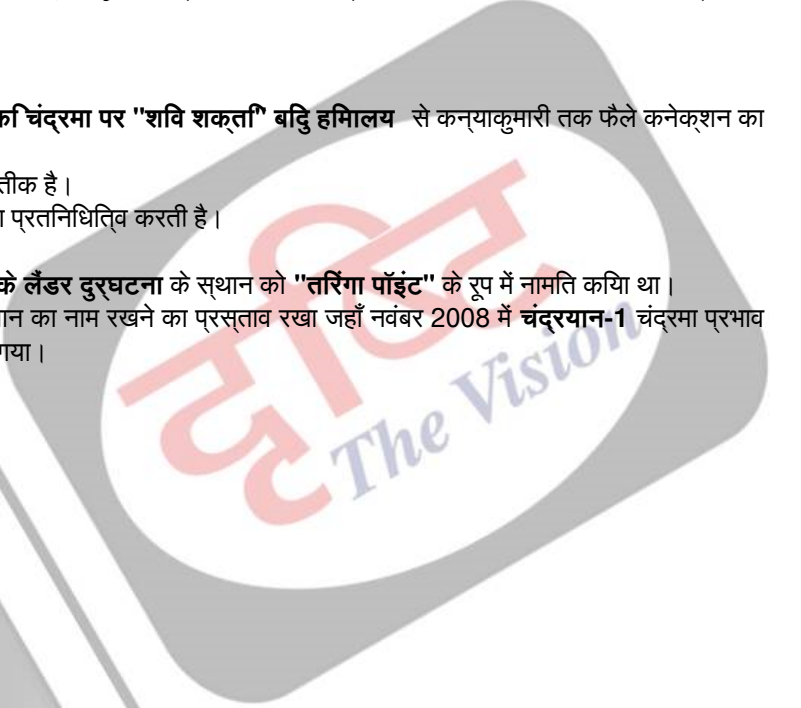 कि चंद्रमा पर "शिव शक्ति" बिंदु हिमालय से कन्याकुमारी तक फैले कनेक्शन का
तीक है।
ा प्रतिनिधित्व करती है।
के लैंडर दुर्घटना के स्थान को "तिरंगा पॉइंट" के रूप में नामित किया था।
ान का नाम रखने का प्रस्ताव रखा जहाँ नवंबर 2008 में चंद्रयान-1 चंद्रमा प्रभाव
गया।
दृष्टि
The Vision